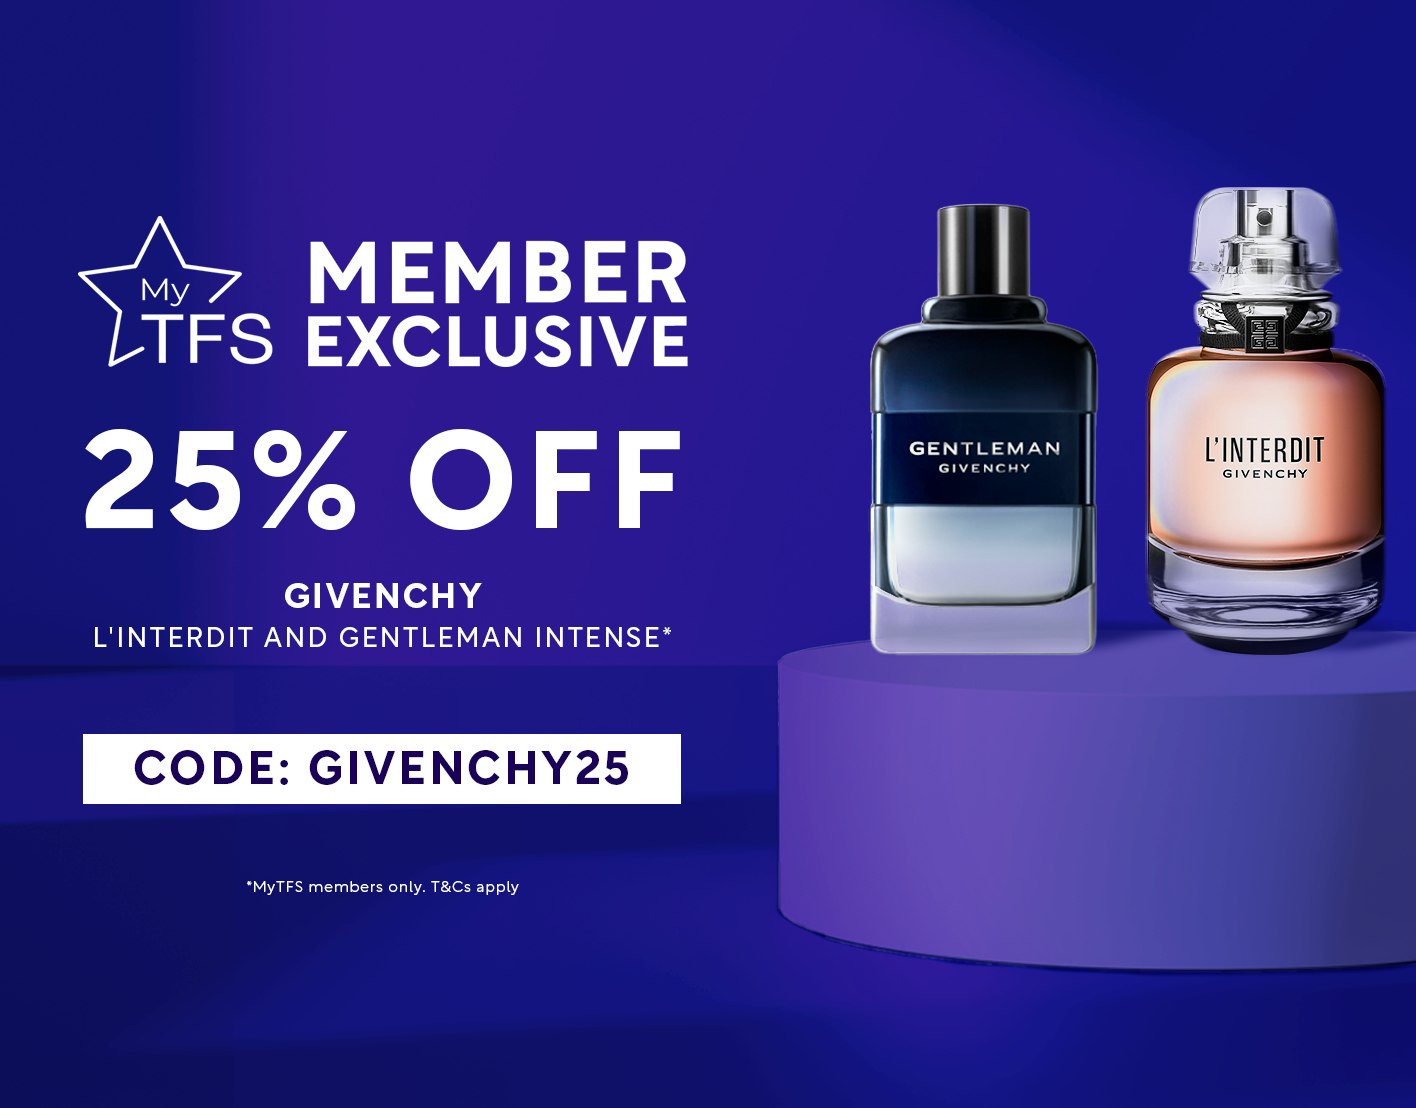 My
TFS
MEMBER
EXCLUSIVE
25% OFF
GIVENCHY
L'INTERDIT AND GENTLEMAN INTENSE*
CODE: GIVENCHY25
*MyTFS members only. T&Cs apply
GENTLEMAN
GIVENCHY
L'INTERDIT
GIVENCHY